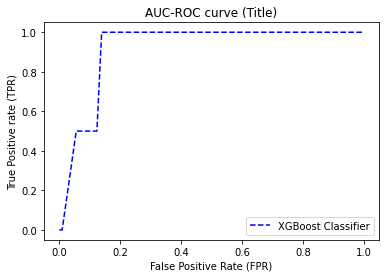 AUC-ROC curve (Title)
True Positive rate (TPR)
1.0
0.8
0.6
0.4
0.2
0.0
0.0 0.2 0.4 0.6 0.8 1.0
False Positive Rate (FPR)
XGBoost Classifier